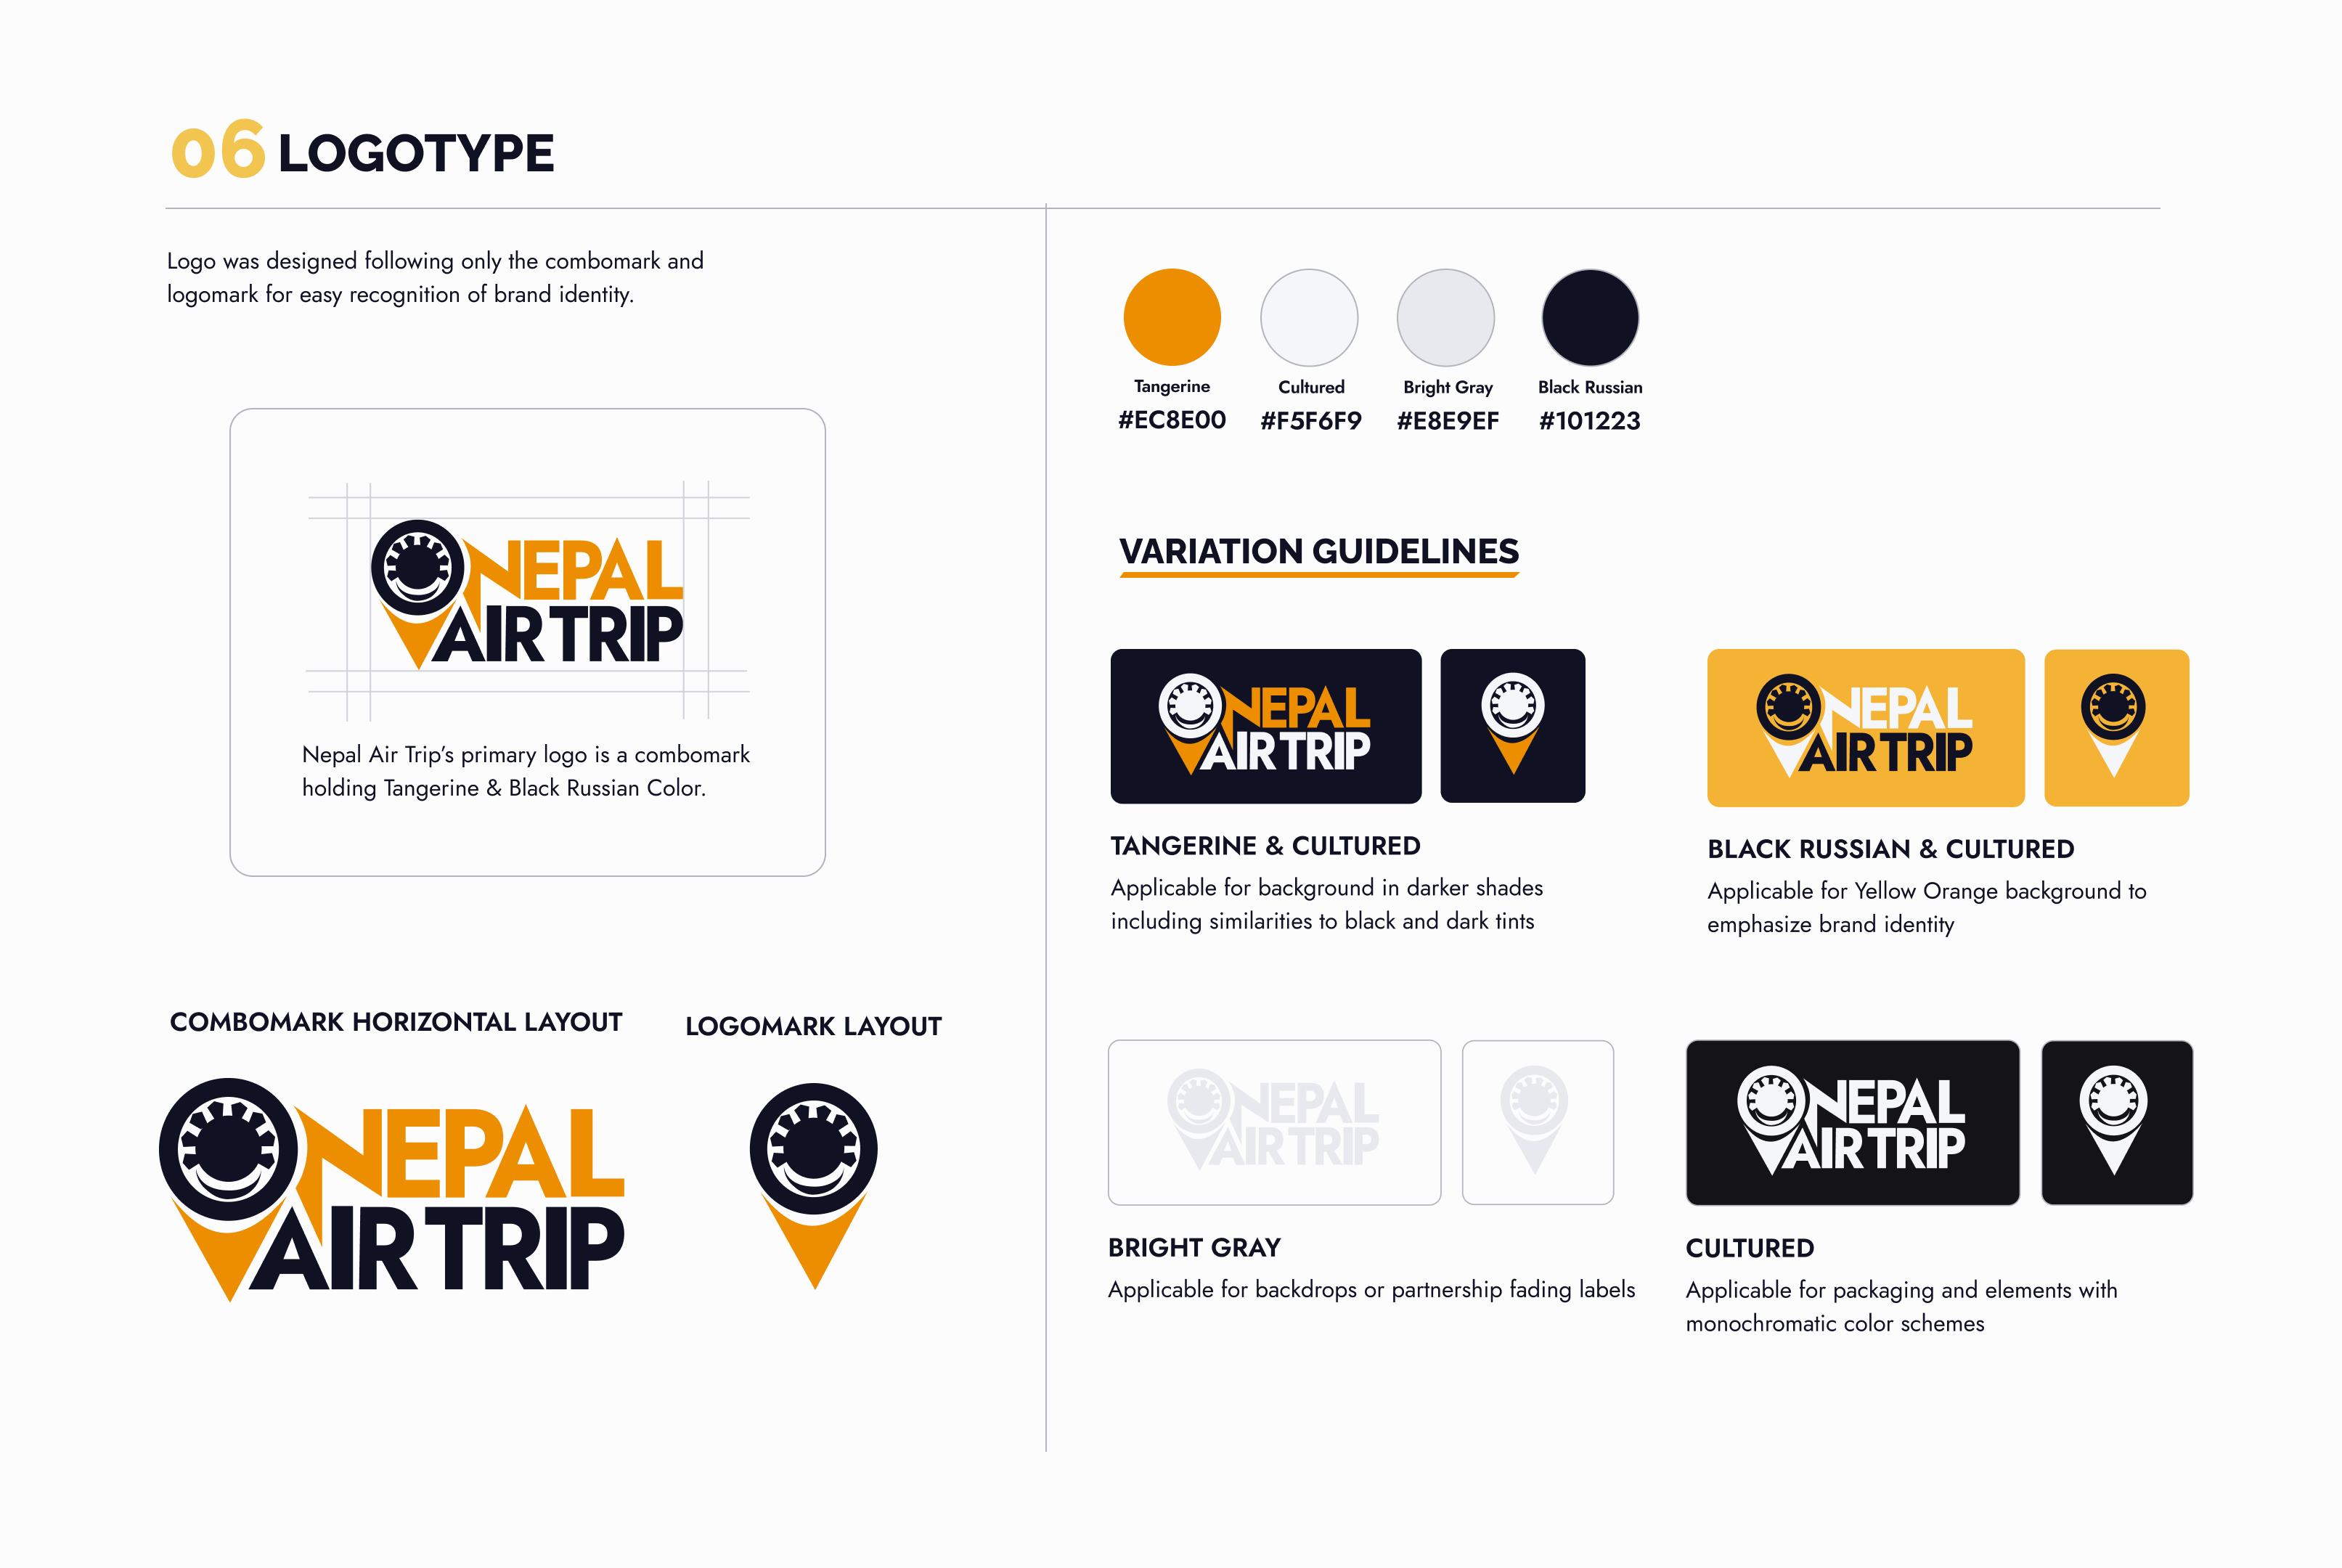 06 LOGOTYPE
Logo was designed following only the combomark and
logomark for easy recognition of brand identity.
NEPAL
AIR TRIP
Nepal Air Trip's primary logo is a combomark
holding Tangerine & Black Russian Color.
COMBOMARK HORIZONTAL LAYOUT
NEPAL
AIR TRIP
LOGOMARK LAYOUT
Tangerine
#EC8E00
Cultured
#F5F6F9
Bright Gray
#E8E9EF
Black Russian
#101223
VARIATION GUIDELINES
NEPAL
AIR TRIP
TANGERINE & CULTURED
Applicable for background in darker shades
including similarities to black and dark tints
NEPAL
AIR TRIP
BLACK RUSSIAN & CULTURED
Applicable for Yellow Orange background to
emphasize brand identity
NEPAL
AIR TRIP
BRIGHT GRAY
Applicable for backdrops or partnership fading labels
NEPAL
AIR TRIP
CULTURED
Applicable for packaging and elements with
monochromatic color schemes